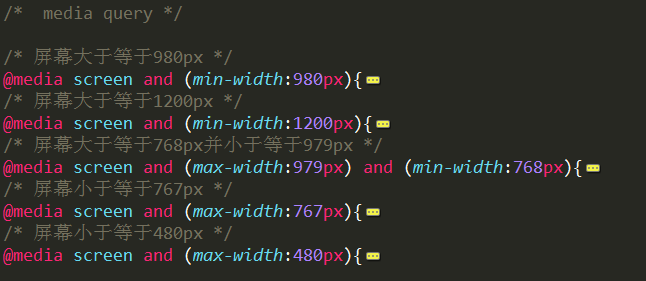 /*  media query */
/* 屏幕大于等于980px */
@media screen and (min-width:980px){
/* 屏幕大于等于1200px */
@media screen and (min-width:1200px){
/* 屏幕大于等于768px并小于等于979px */
@media screen and (max-width:979px) and (min-width:768px){
/* 屏幕小于等于767px */
@media screen and (max-width:767px){
/* 屏幕小于等于480px */
@media screen and (max-width:480px){